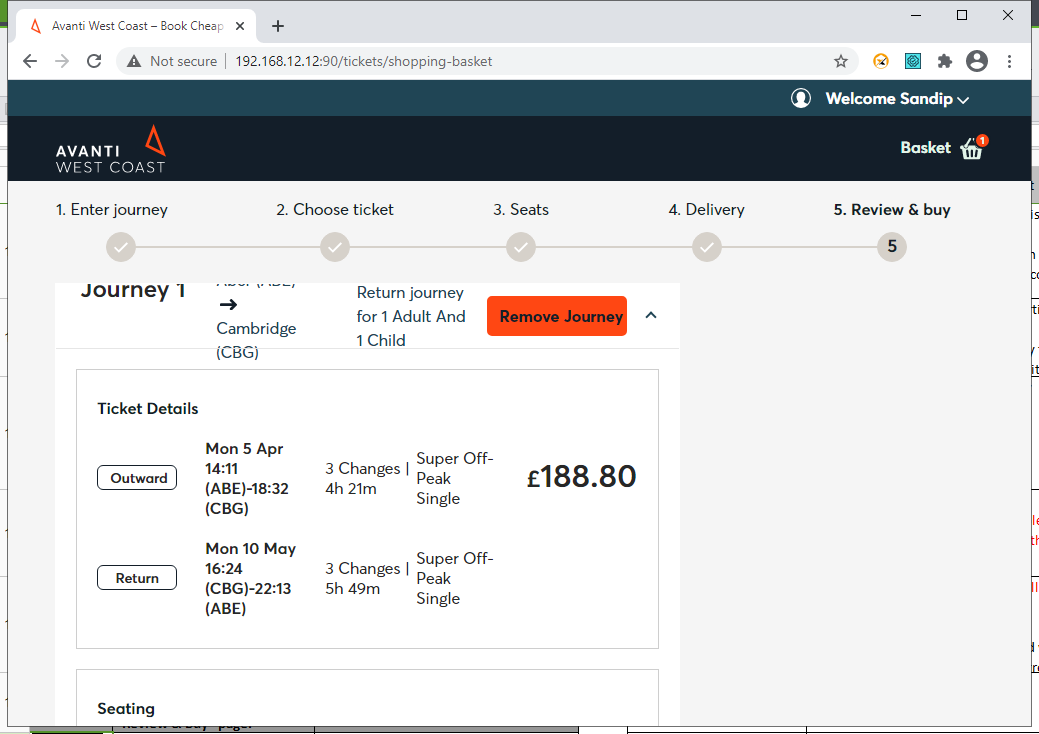 Avanti West Coast – Book Cheap
Not secure
192.168.12.12:90/tickets/shopping-basket
Welcome Sandip
AVANTI
WEST COAST
Basket
1
1. Enter journey
2. Choose ticket
3. Seats
4. Delivery
5. Review & buy
5
Journey 1
Aber (ABE)
Cambridge
(CBG)
Return journey
for 1 Adult And
1 Child
Remove Journey
Ticket Details
Outward
Mon 5 Apr
14:11
(ABE)-18:32
(CBG)
3 Changes |
4h 21m
Super Off-
Peak
Single
£188.80
Return
Mon 10 May
16:24
(CBG)-22:13
(ABE)
3 Changes |
5h 49m
Super Off-
Peak
Single
Seating